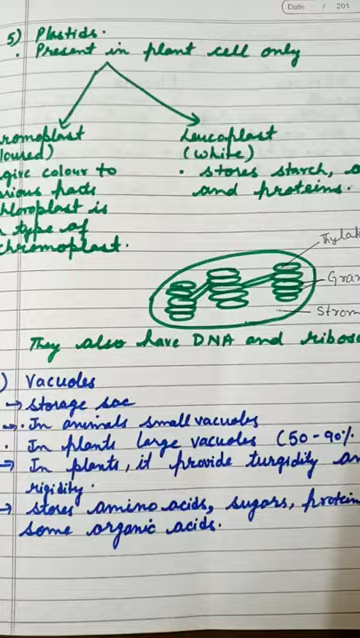 Date / 201
5) Plastids.
• Present in plant cell only
romoplast
oloured)
give colour to
rious pads
hloroplast is
type of
chromoplast.
Leucoplast
(white)
• stores starch, o
and proteins.
Thylak
Gran
Strom
They also have DNA and ribos
) Vacuoles
→ Storage sac
→ • In animals small vacuoles
• In plants large vacuoles (50-90%
→ In plants, it provide turgidity an
rigidity.
→ stores amino acids, sugars, protein
some organic acids.